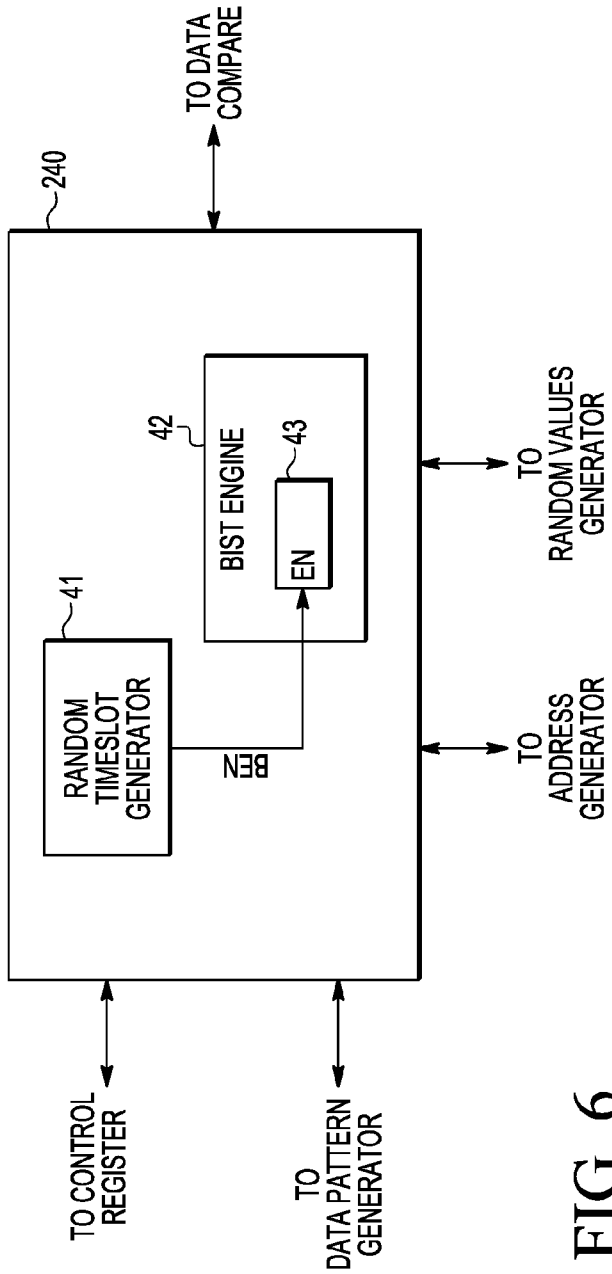 TO CONTROL
REGISTER
TO
DATA PATTERN
GENERATOR
240
RANDOM
TIMESLOT
GENERATOR
41
BEN
42
BIST ENGINE
43
EN
TO DATA
COMPARE
TO
ADDRESS
GENERATOR
TO
RANDOM VALUES
GENERATOR
FIG. 6